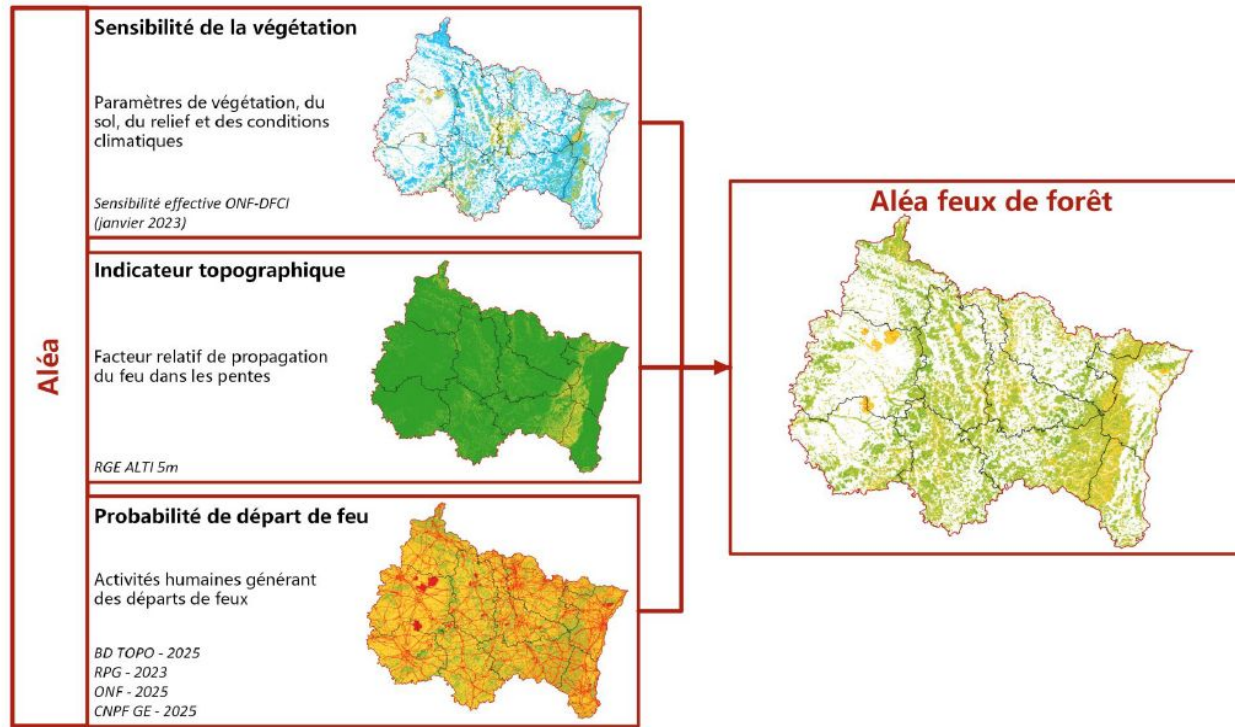 Aléa
Sensibilité de la végétation
Paramètres de végétation, du
sol, du relief et des conditions
climatiques
Sensibilité effective ONF-DFCI
(janvier 2023)
Indicateur topographique
Facteur relatif de propagation
du feu dans les pentes
RGE ALTI 5m
Probabilité de départ de feu
Activités humaines générant
des départs de feux
BD TOPO - 2025
RPG - 2023
ONF - 2025
CNPF GE - 2025
Aléa feux de forêt